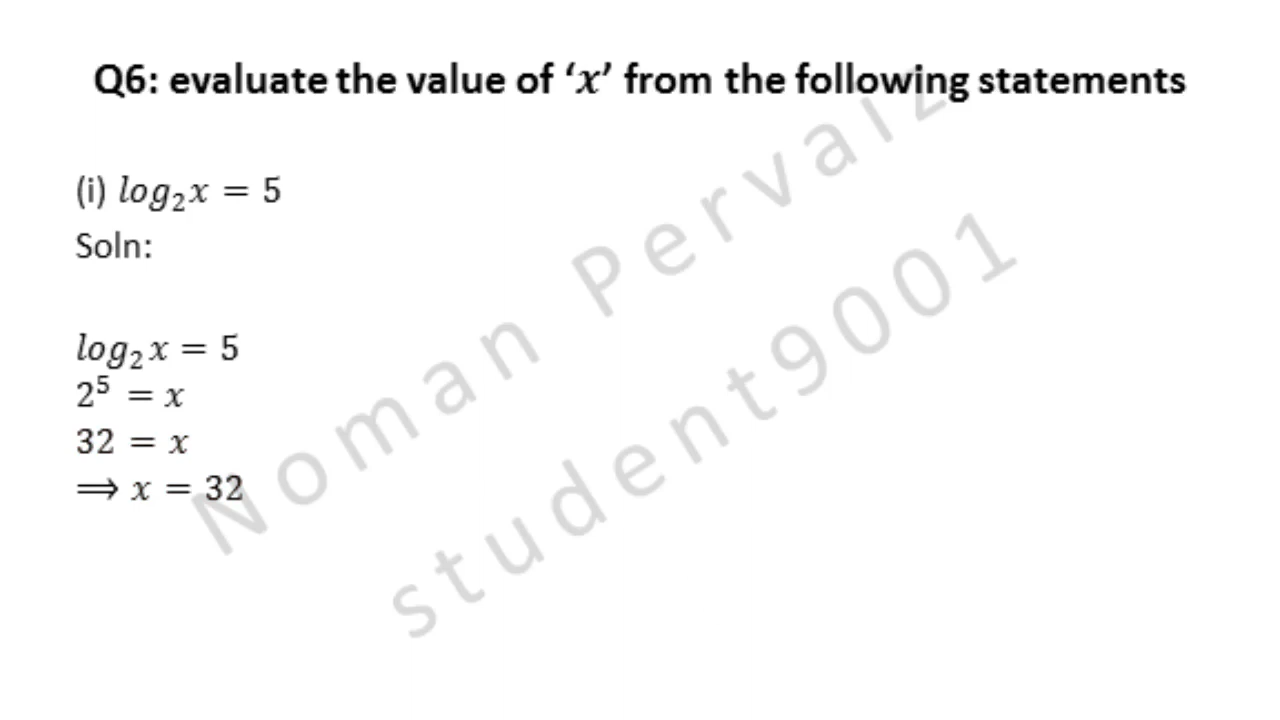 Q6: evaluate the value of ‘x’ from the following statements
(i) log₂x = 5
Soln:
log₂x = 5
2⁵ = x
32 = x
⟹ x = 32
Noman Pervaiz
student9001